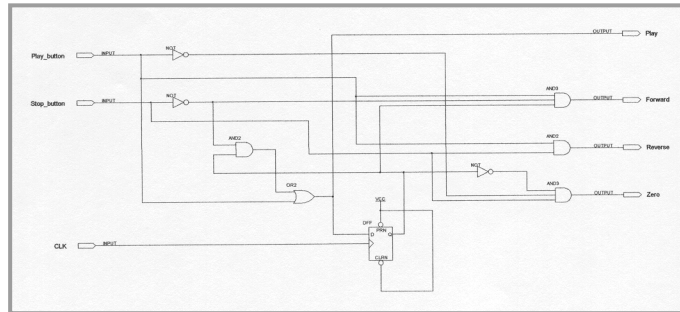 OUTPUT Play
Play_button INPUT NOT
AND3
OUTPUT Forward
Stop_button INPUT NOT
AND2 AND2
OUTPUT Reverse
NOT
AND3
OR2 OUTPUT Zero
VCC
DFF PRN
D Q
CLK INPUT
CLRN